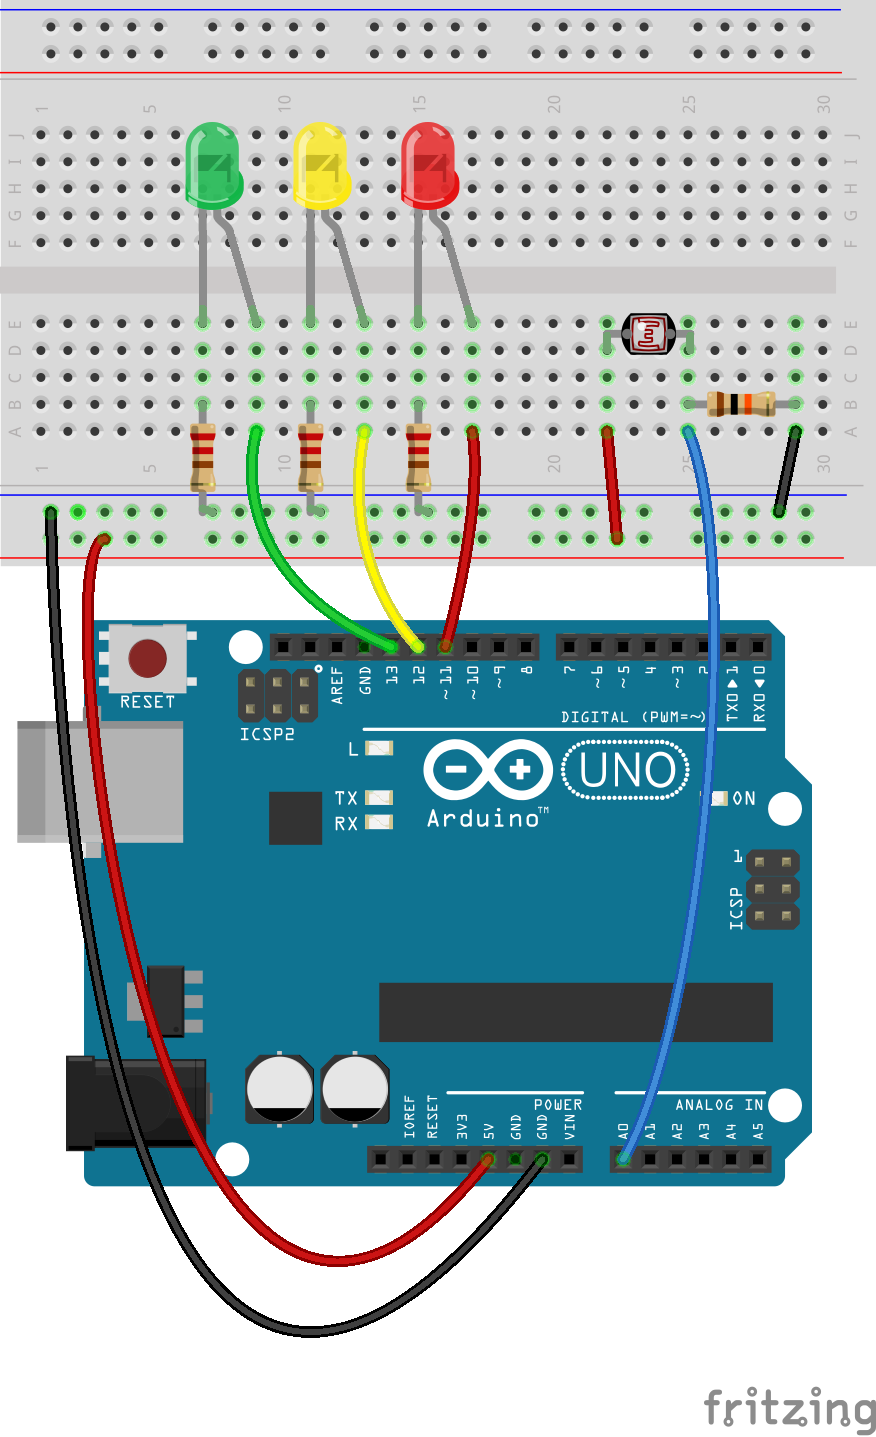 1 5 10 15 20 25 30
J J
I I
H H
G G
F F
E E
D D
C C
B B
A A
1 5 10 15 20 25 30
RESET
ICSP2
AREF
GND
13
12
~11
~10
~9
8
7
~6
~5
4
~3
2
TX0▶1
RX0◀0
DIGITAL (PWM=~)
L
TX
RX
UNO
Arduino™
ON
1
ICSP
IOREF
RESET
3V3
5V
GND
GND
VIN
POWER
A0
A1
A2
A3
A4
A5
ANALOG IN
fritzing